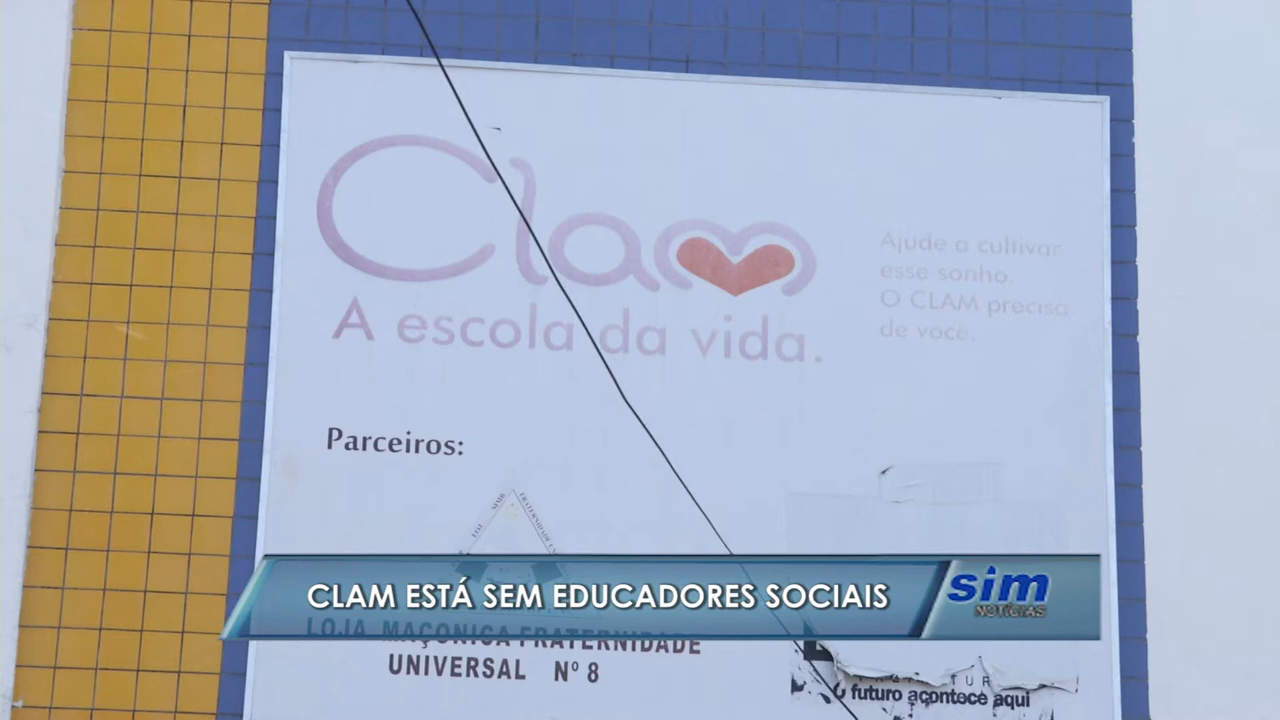 Clam
A escola da vida.
Ajude a cultivar
esse sonho.
O CLAM precisa
de você.
Parceiros:
CLAM ESTÁ SEM EDUCADORES SOCIAIS
sim
NOTÍCIAS
LOJA MAÇONICA FRATERNIDADE
UNIVERSAL Nº 8
O futuro acontece aqui